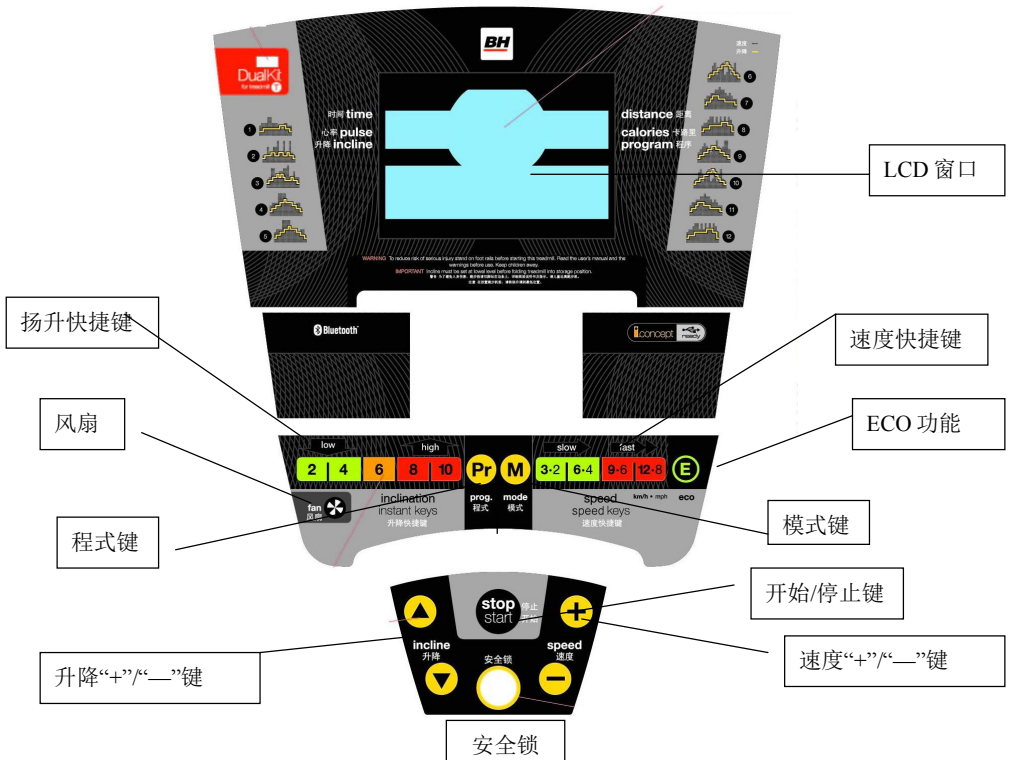 BH
DualKit
for treadmill T
速度
升降
时间 time
心率 pulse
升降 incline
distance 距离
calories 卡路里
program 程序
1
2
3
4
5
6
7
8
9
10
11
12
LCD 窗口
WARNING To reduce risk of serious injury stand on foot rails before starting this treadmill. Read the user's manual and the
warnings before use. Keep children away.
IMPORTANT Incline must be set at lowel level before folding treadmill into storage position.
扬升快捷键
Bluetooth
i.concept ready
速度快捷键
风扇
ECO 功能
low high
2 4 6 8 10
Pr M
slow fast
3·2 6·4 9·6 12·8
E
fan
风扇
inclination
instant keys
升降快捷键
prog.
程式
mode
模式
speed km/h • mph
speed keys
速度快捷键
eco
程式键
模式键
开始/停止键
stop 停止
start 开始
incline
升降
speed
速度
安全锁
升降“+”/“—”键
速度“+”/“—”键
安全锁